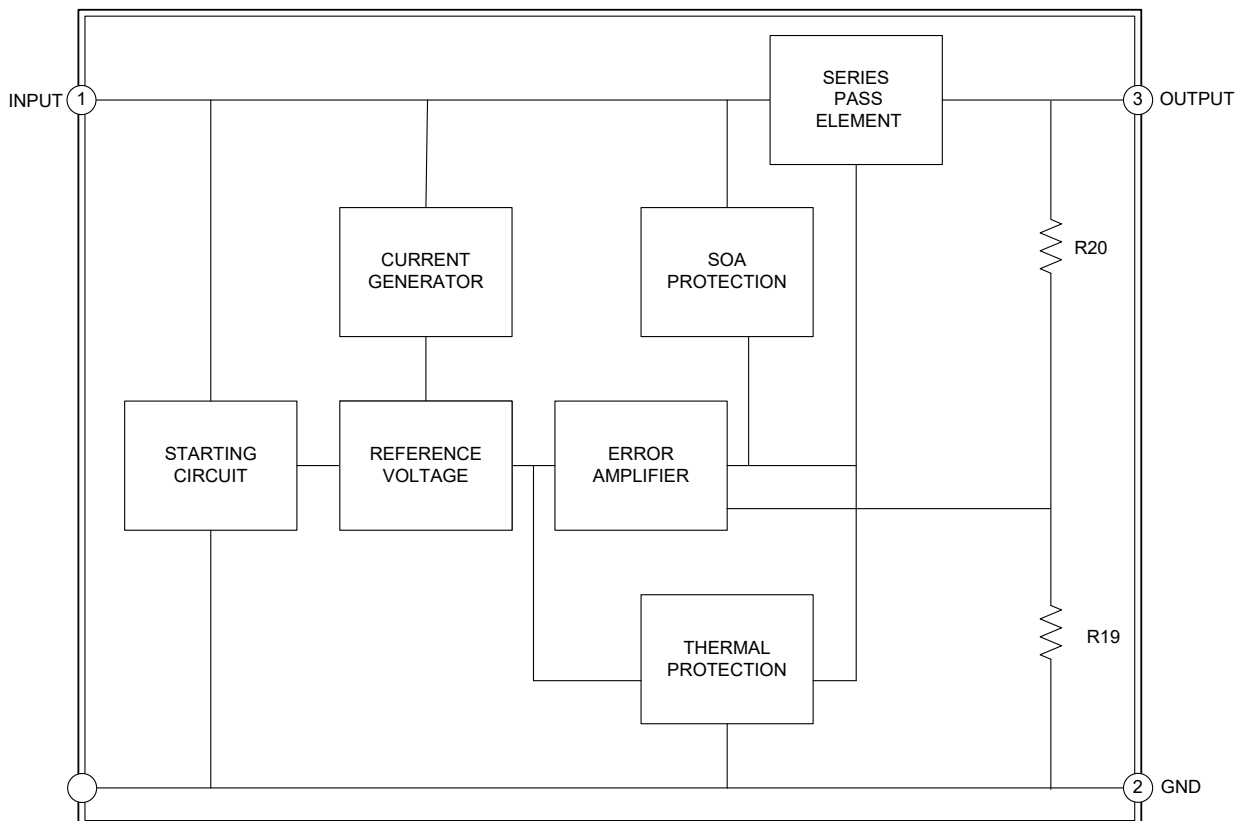 SERIES
PASS
ELEMENT
INPUT 1
3 OUTPUT
CURRENT
GENERATOR
SOA
PROTECTION
R20
STARTING
CIRCUIT
REFERENCE
VOLTAGE
ERROR
AMPLIFIER
THERMAL
PROTECTION
R19
2 GND